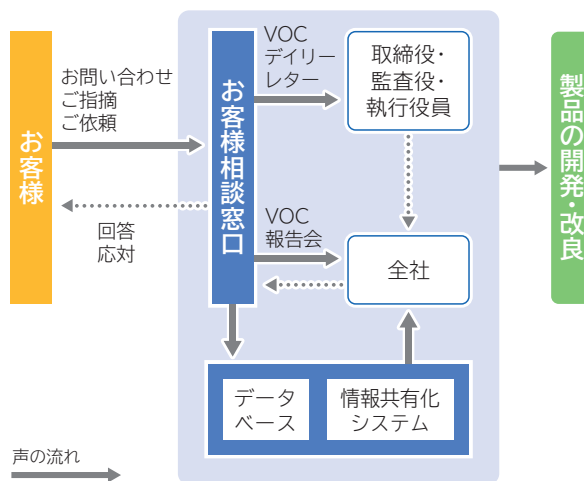 お客様
お問い合わせ
ご指摘
ご依頼
回答
応対
お客様相談窓口
VOC
デイリー
レター
取締役・
監査役・
執行役員
VOC
報告会
全社
データ
ベース
情報共有化
システム
製品の開発・改良
声の流れ